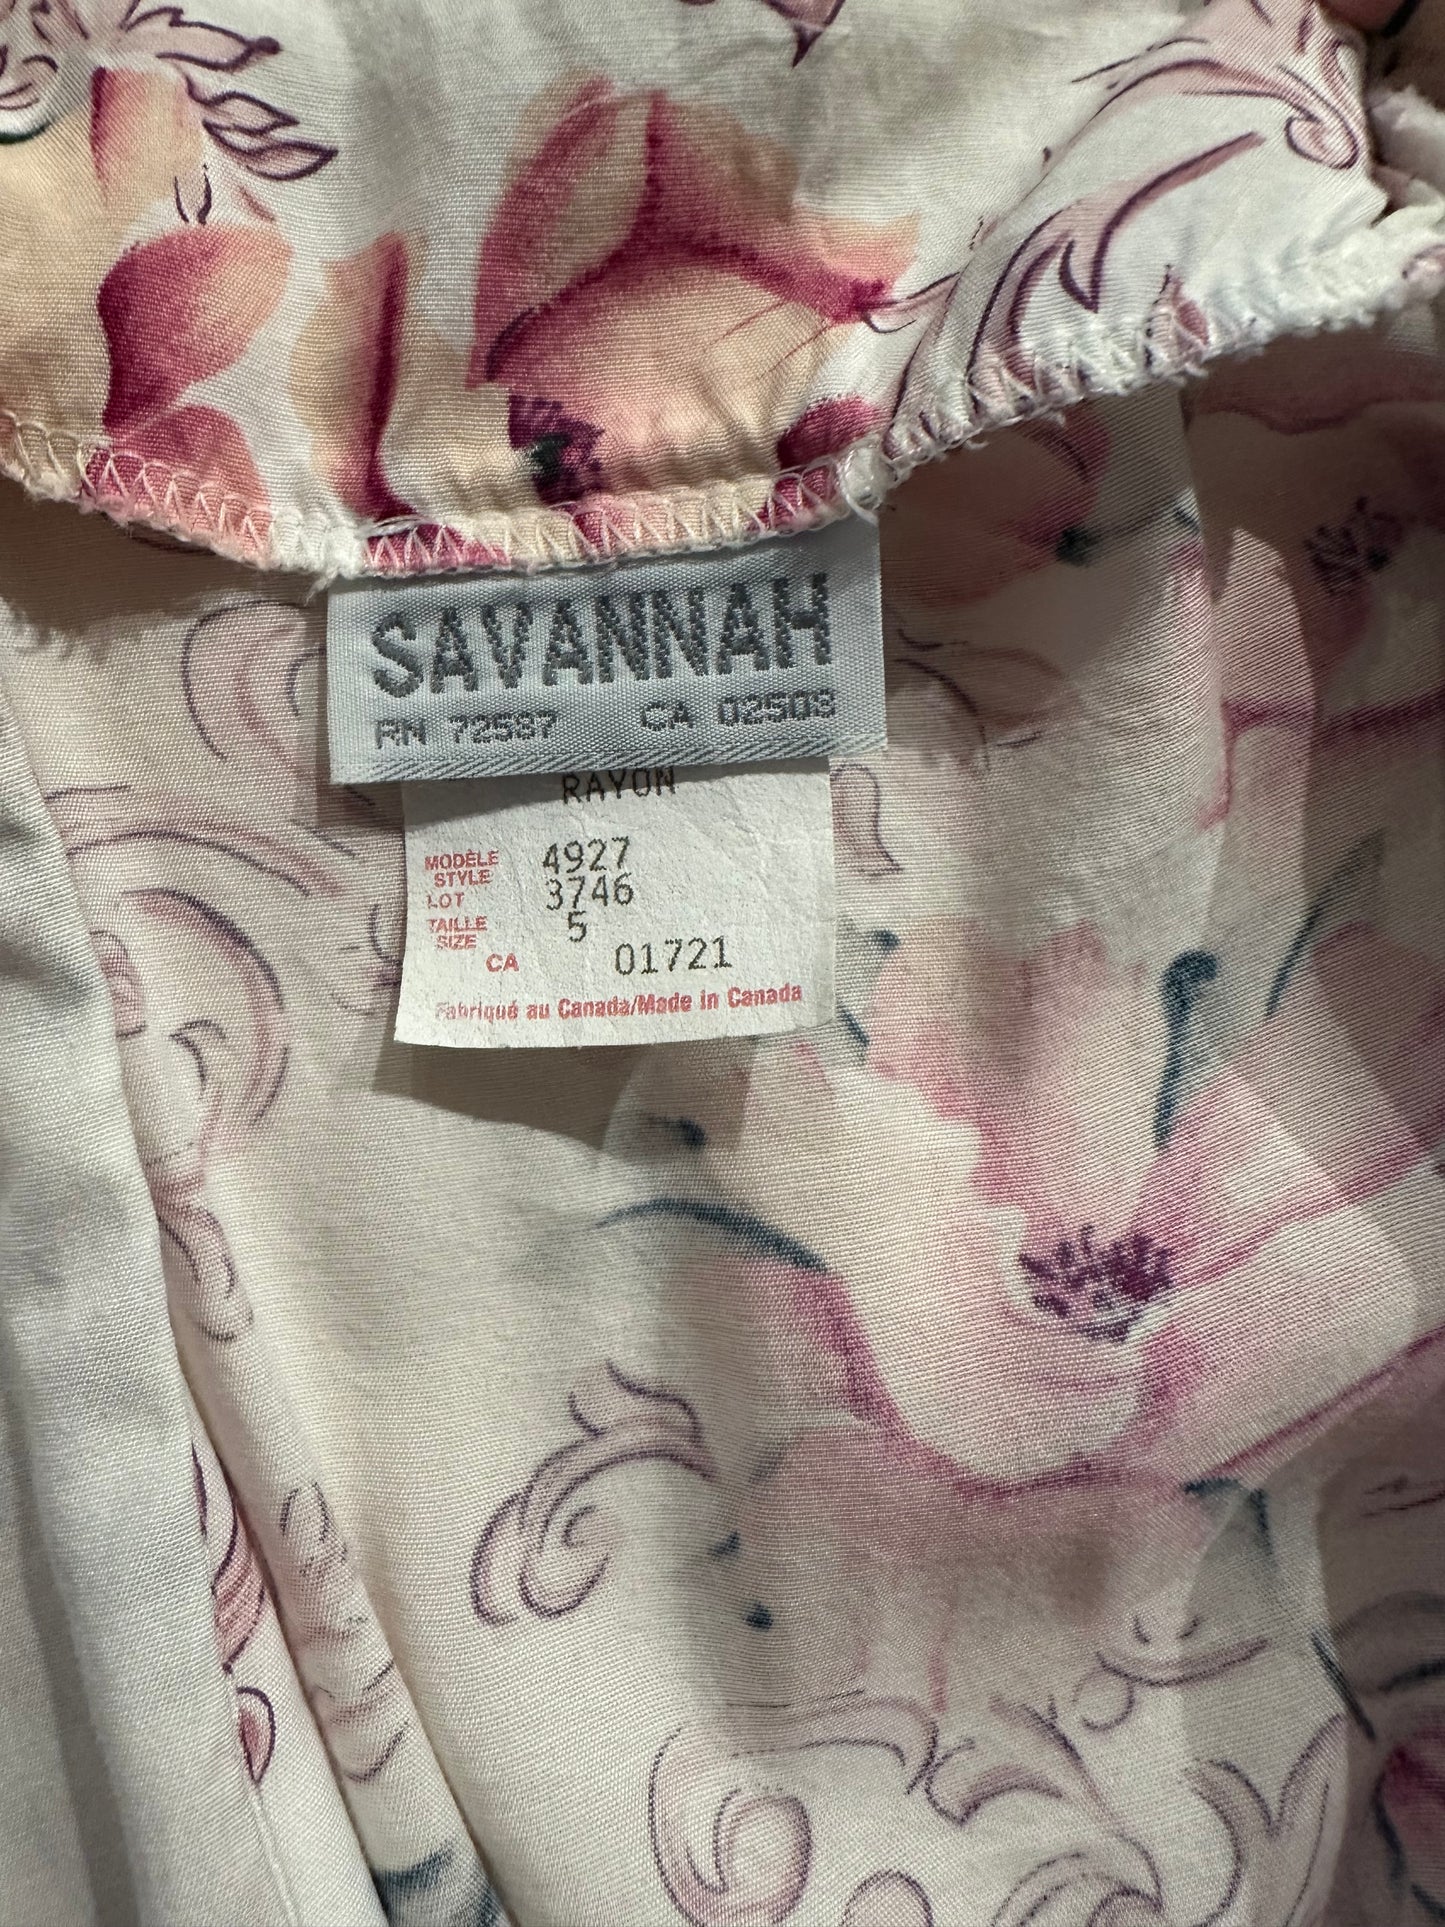 SAVANNAH
RN 72587 CA 02508
RAYON
MODÈLE
STYLE 4927
LOT 3746
TAILLE
SIZE 5
CA 01721
Fabriqué au Canada/Made in Canada